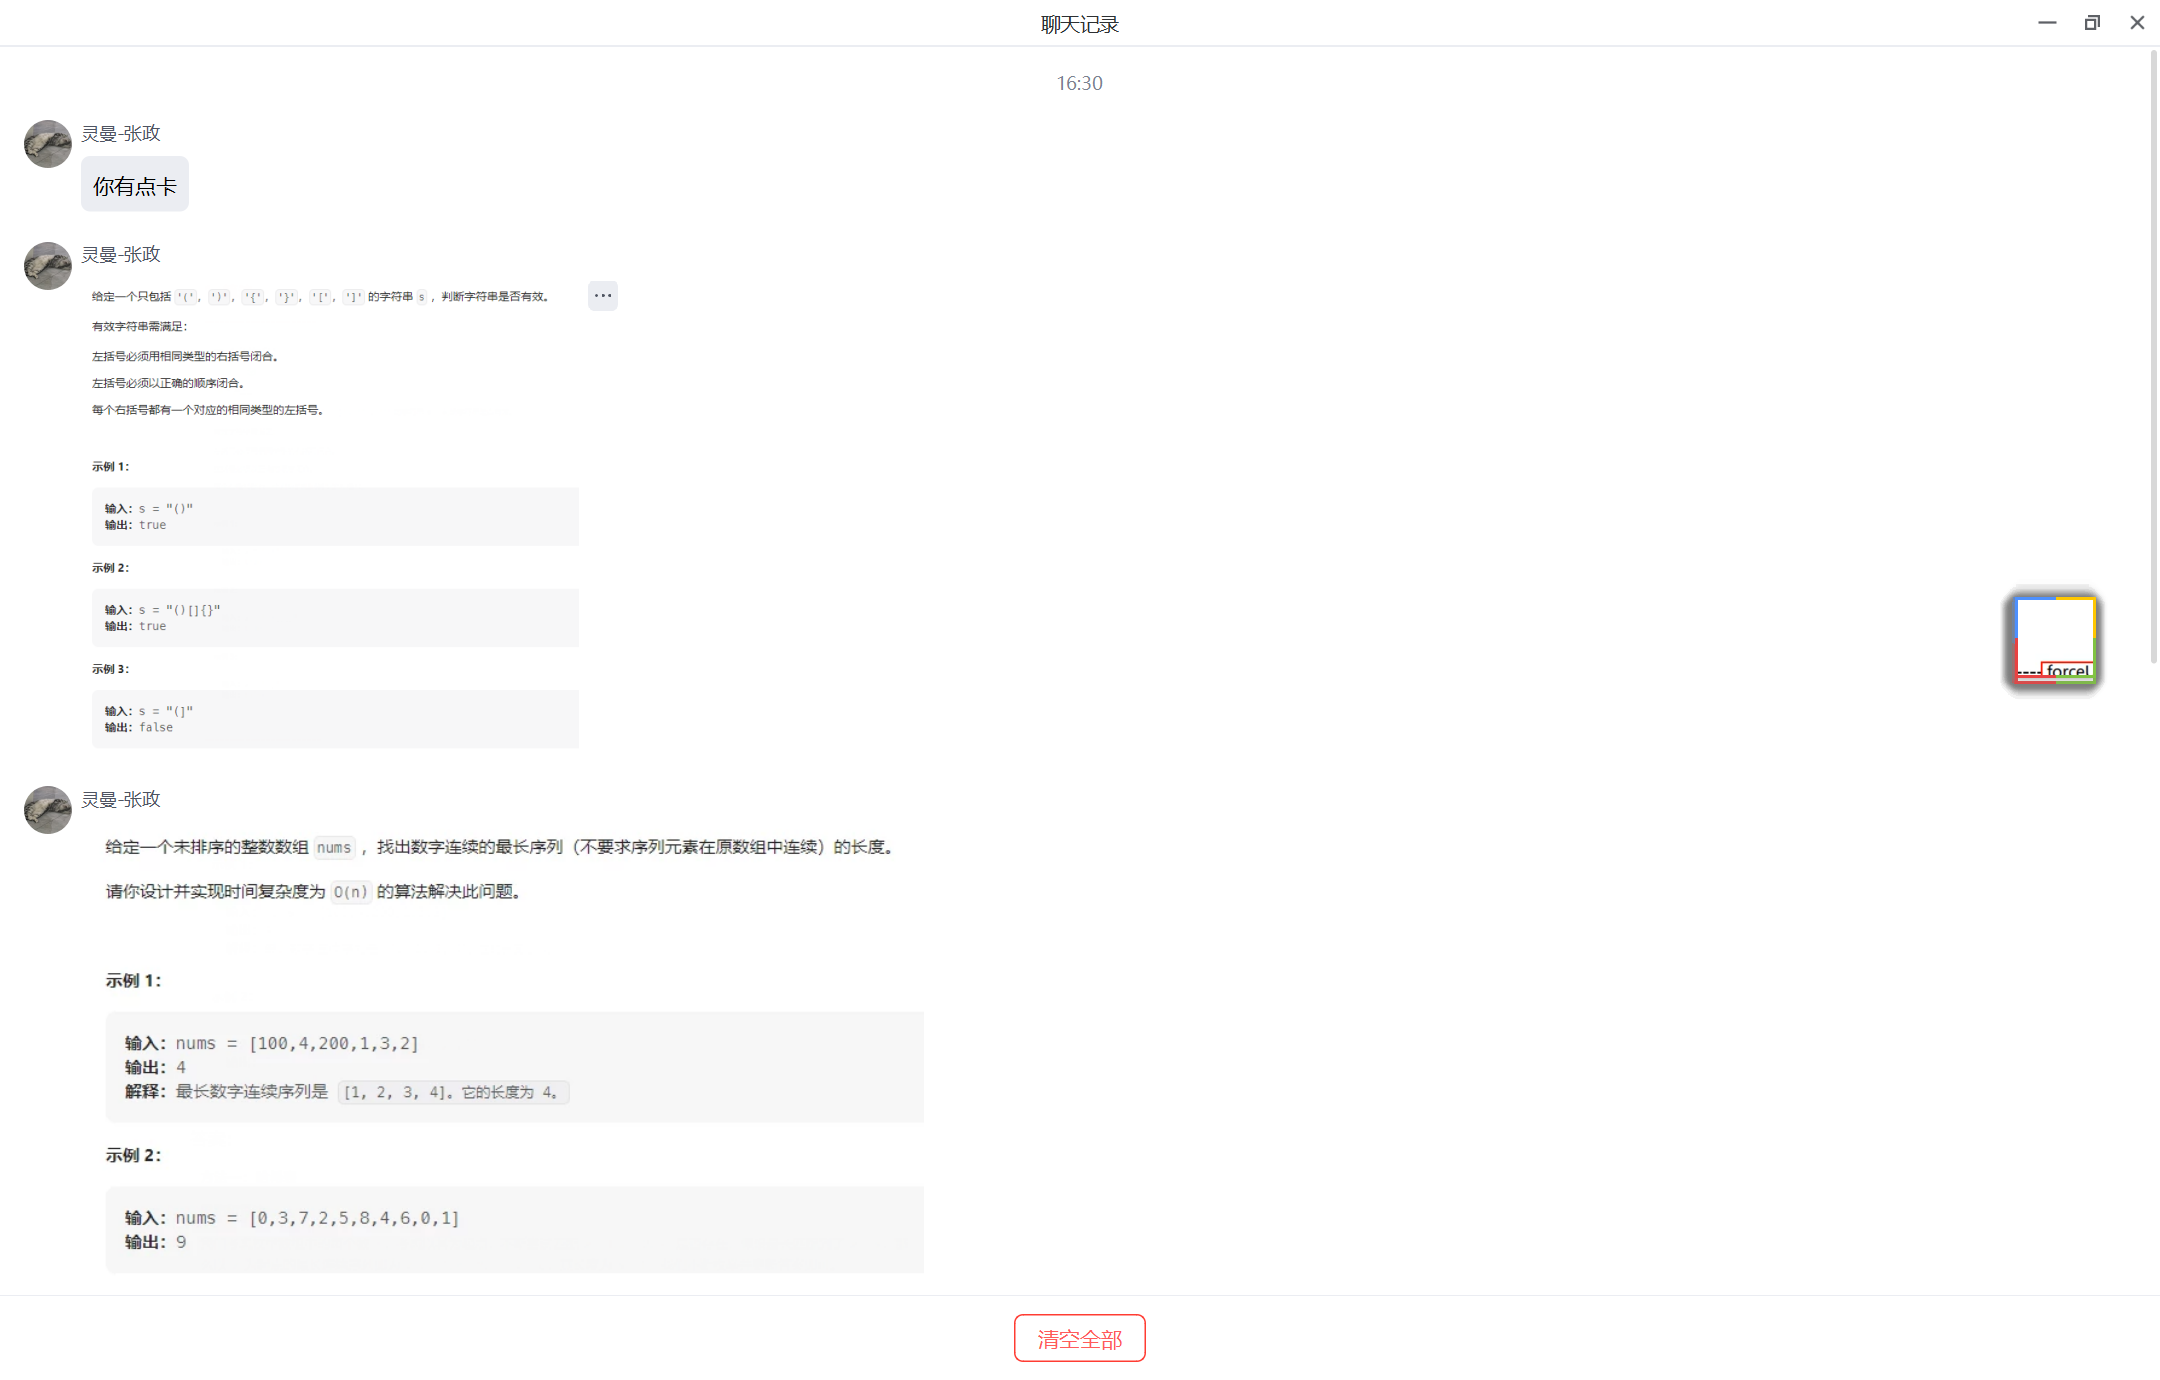 聊天记录
16:30
灵曼-张政
你有点卡
灵曼-张政
给定一个只包括 '(', ')', '{', '}', '[', ']' 的字符串 s ，判断字符串是否有效。
有效字符串需满足：
左括号必须用相同类型的右括号闭合。
左括号必须以正确的顺序闭合。
每个右括号都有一个对应的相同类型的左括号。
示例 1：
输入：s = "()"
输出：true
示例 2：
输入：s = "()[]{}"
输出：true
示例 3：
输入：s = "(]"
输出：false
灵曼-张政
给定一个未排序的整数数组 nums ，找出数字连续的最长序列（不要求序列元素在原数组中连续）的长度。
请你设计并实现时间复杂度为 O(n) 的算法解决此问题。
示例 1：
输入：nums = [100,4,200,1,3,2]
输出：4
解释：最长数字连续序列是 [1, 2, 3, 4]。它的长度为 4。
示例 2：
输入：nums = [0,3,7,2,5,8,4,6,0,1]
输出：9
清空全部